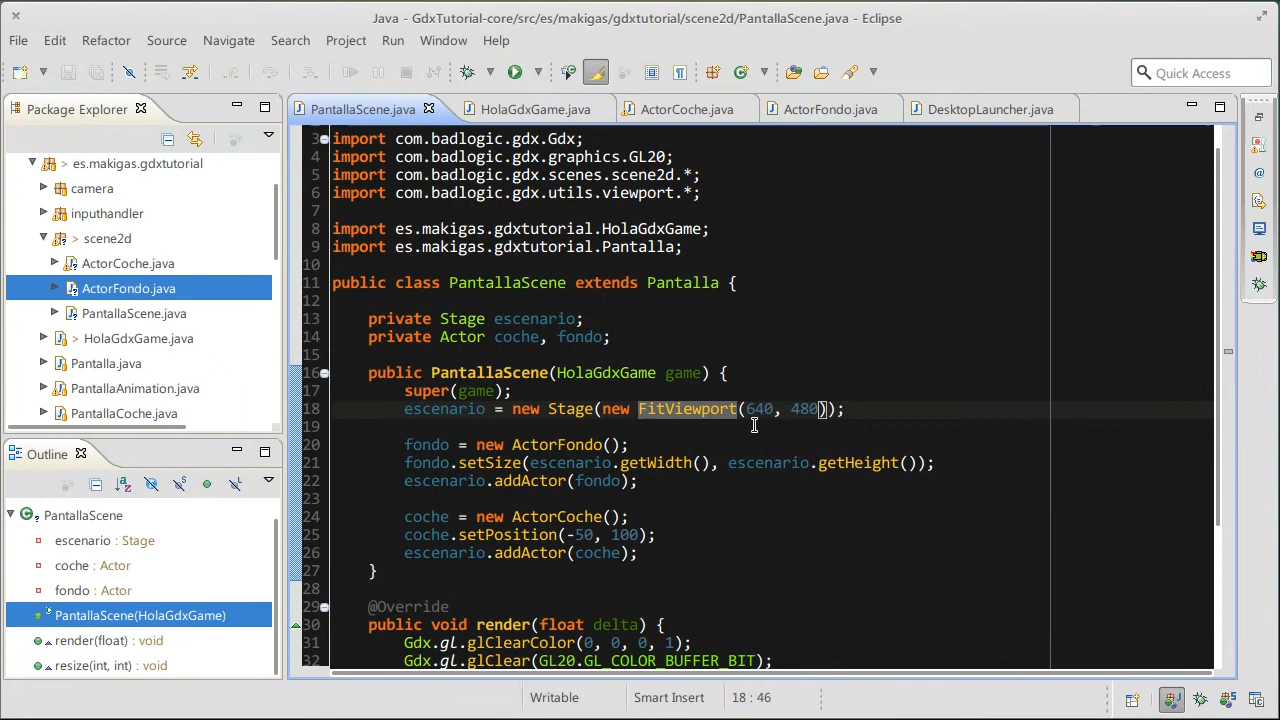 Java - GdxTutorial-core/src/es/makigas/gdxtutorial/scene2d/PantallaScene.java - Eclipse
File Edit Refactor Source Navigate Search Project Run Window Help
Quick Access
Package Explorer
> es.makigas.gdxtutorial
camera
inputhandler
> scene2d
ActorCoche.java
ActorFondo.java
PantallaScene.java
> HolaGdxGame.java
Pantalla.java
PantallaAnimation.java
PantallaCoche.java
Outline
PantallaScene
escenario : Stage
coche : Actor
fondo : Actor
PantallaScene(HolaGdxGame)
render(float) : void
resize(int, int) : void
PantallaScene.java HolaGdxGame.java ActorCoche.java ActorFondo.java DesktopLauncher.java
3 import com.badlogic.gdx.Gdx;
4 import com.badlogic.gdx.graphics.GL20;
5 import com.badlogic.gdx.scenes.scene2d.*;
6 import com.badlogic.gdx.utils.viewport.*;
7
8 import es.makigas.gdxtutorial.HolaGdxGame;
9 import es.makigas.gdxtutorial.Pantalla;
10
11 public class PantallaScene extends Pantalla {
12
13 private Stage escenario;
14 private Actor coche, fondo;
15
16 public PantallaScene(HolaGdxGame game) {
17 super(game);
18 escenario = new Stage(new FitViewport(640, 480));
19
20 fondo = new ActorFondo();
21 fondo.setSize(escenario.getWidth(), escenario.getHeight());
22 escenario.addActor(fondo);
23
24 coche = new ActorCoche();
25 coche.setPosition(-50, 100);
26 escenario.addActor(coche);
27 }
28
29 @Override
30 public void render(float delta) {
31 Gdx.gl.glClearColor(0, 0, 0, 1);
32 Gdx.gl.glClear(GL20.GL_COLOR_BUFFER_BIT);
Writable Smart Insert 18 : 46